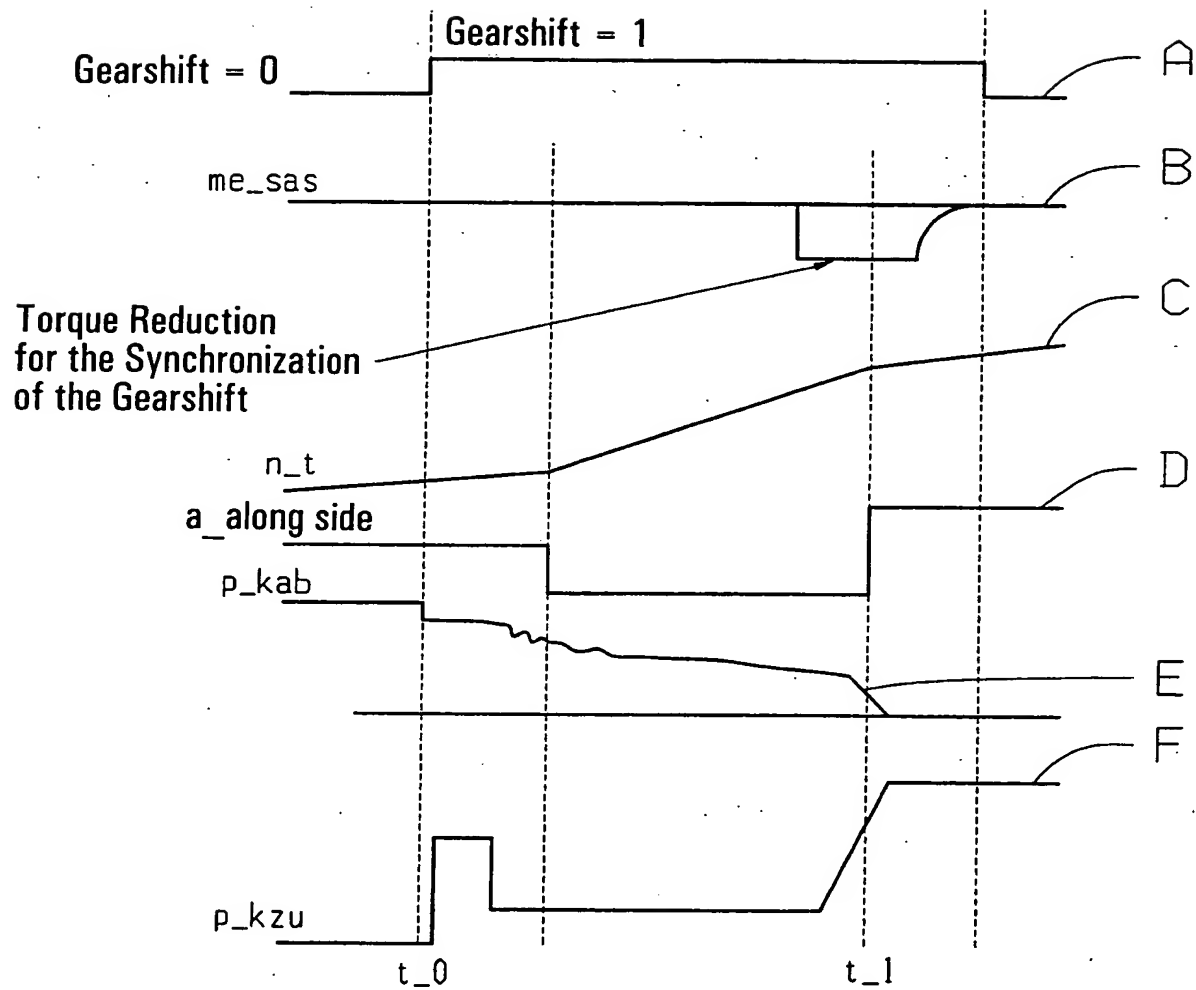 Gearshift = 1
Gearshift = 0
A
me_sas
B
Torque Reduction
for the Synchronization
of the Gearshift
C
n_t
D
a_along side
p_kab
E
F
p_kzu
t_0
t_1